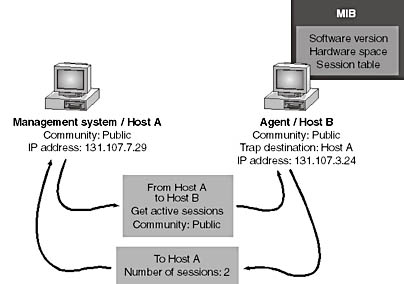 MIB
Software version
Hardware space
Session table
Management system / Host A
Community: Public
IP address: 131.107.7.29
Agent / Host B
Community: Public
Trap destination: Host A
IP address: 131.107.3.24
From Host A
to Host B
Get active sessions
Community: Public
To Host A
Number of sessions: 2